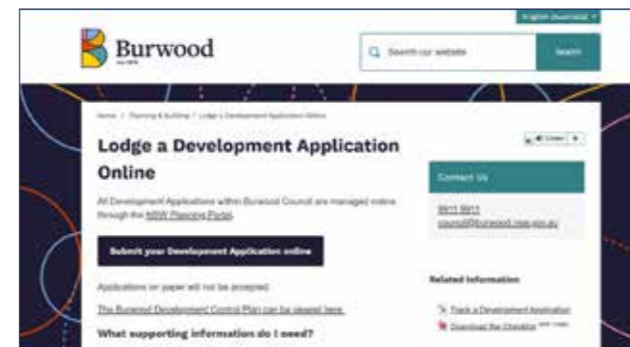 English (Australia)
Burwood
Search our website
Search
Home / Planning & Building / Lodge a Development Application Online
Lodge a Development Application
Online
Listen
All Development Applications within Burwood Council are managed online
through the NSW Planning Portal.
Submit your Development Application online
Applications on paper will not be accepted.
The Burwood Development Control Plan can be viewed here.
What supporting information do I need?
Contact Us
9911 9911
council@burwood.nsw.gov.au
Related Information
Track a Development Application
Download the Checklist